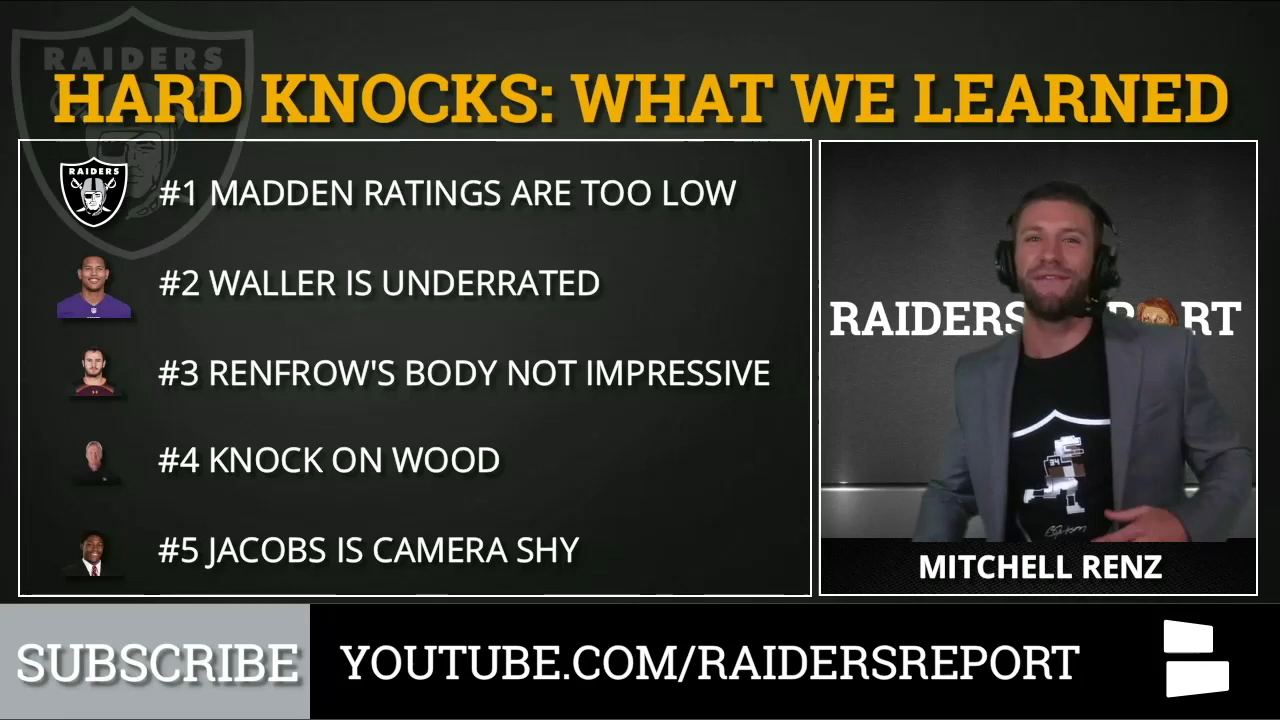 RAIDERS
HARD KNOCKS: WHAT WE LEARNED
RAIDERS
#1 MADDEN RATINGS ARE TOO LOW
#2 WALLER IS UNDERRATED
#3 RENFROW'S BODY NOT IMPRESSIVE
#4 KNOCK ON WOOD
#5 JACOBS IS CAMERA SHY
RAIDERS RT
34
MITCHELL RENZ
SUBSCRIBE
YOUTUBE.COM/RAIDERSREPORT